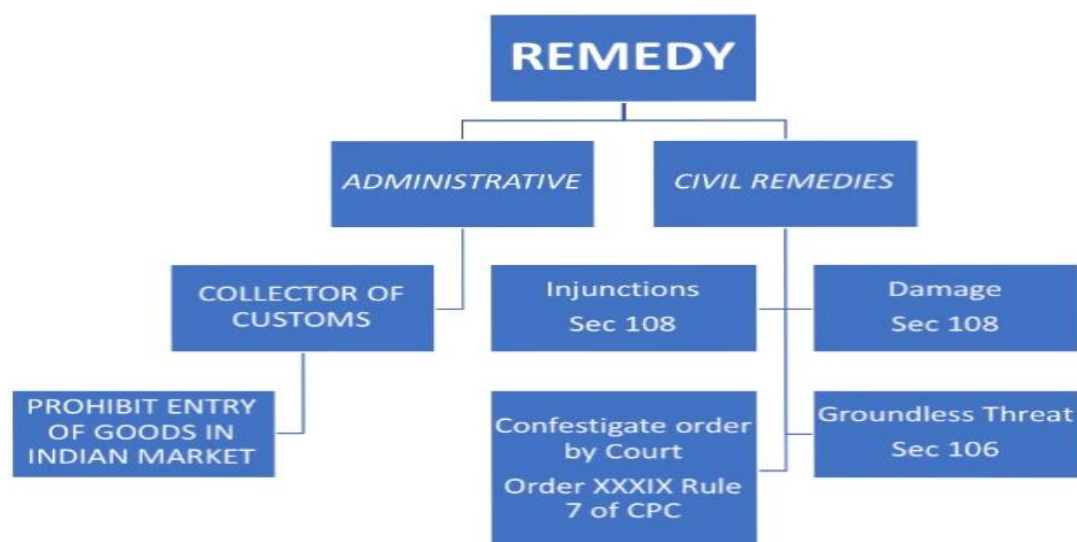 REMEDY
ADMINISTRATIVE
CIVIL REMEDIES
COLLECTOR OF
CUSTOMS
Injunctions
Sec 108
Damage
Sec 108
PROHIBIT ENTRY
OF GOODS IN
INDIAN MARKET
Confestigate order
by Court
Order XXXIX Rule
7 of CPC
Groundless Threat
Sec 106